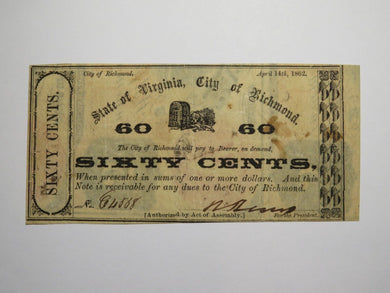 City of Richmond. April 14th, 1862.
State of Virginia, City of Richmond.
60 60
The City of Richmond will pay to Bearer, on demand,
SIXTY CENTS.
When presented in sums of one or more dollars. And this
Note is receivable for any dues to the City of Richmond.
[Authorized by Act of Assembly.] For the President.
SIXTY CENTS.